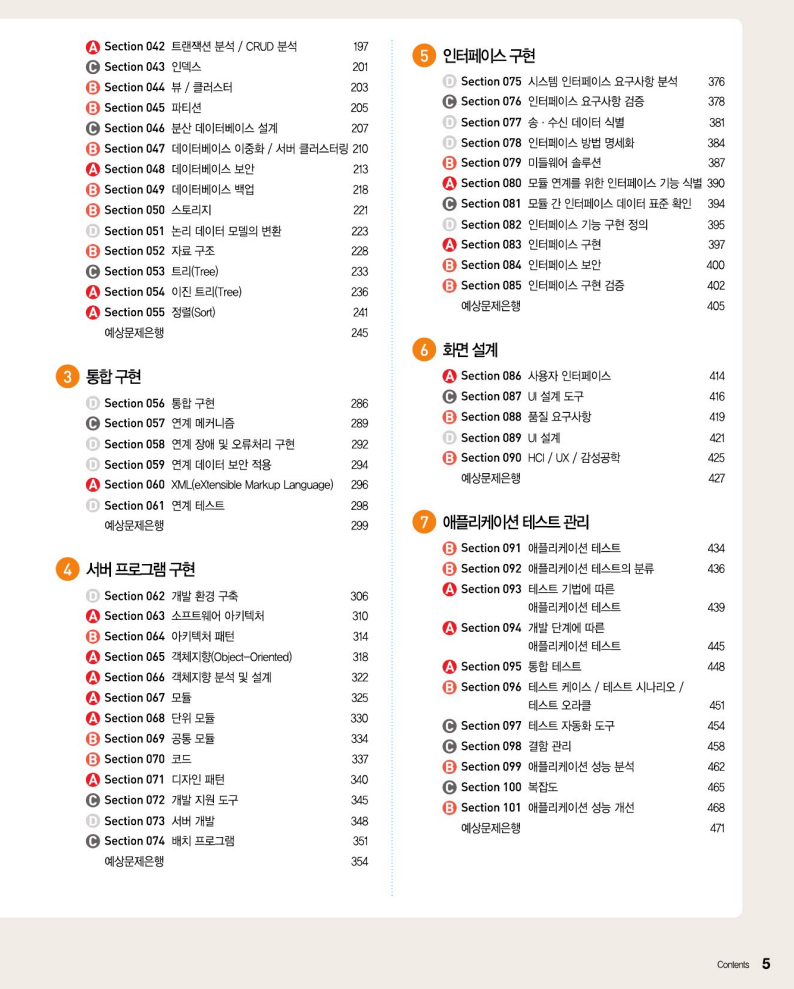 A Section 042 트랜잭션 분석 / CRUD 분석 197
C Section 043 인덱스 201
B Section 044 뷰 / 클러스터 203
B Section 045 파티션 205
C Section 046 분산 데이터베이스 설계 207
B Section 047 데이터베이스 이중화 / 서버 클러스터링 210
A Section 048 데이터베이스 보안 213
B Section 049 데이터베이스 백업 218
B Section 050 스토리지 221
D Section 051 논리 데이터 모델의 변환 223
B Section 052 자료 구조 228
C Section 053 트리(Tree) 233
A Section 054 이진 트리(Tree) 236
A Section 055 정렬(Sort) 241
예상문제은행 245
3 통합 구현
D Section 056 통합 구현 286
C Section 057 연계 메커니즘 289
D Section 058 연계 장애 및 오류처리 구현 292
D Section 059 연계 데이터 보안 적용 294
A Section 060 XML(eXtensible Markup Language) 296
D Section 061 연계 테스트 298
예상문제은행 299
4 서버 프로그램 구현
D Section 062 개발 환경 구축 306
A Section 063 소프트웨어 아키텍처 310
B Section 064 아키텍처 패턴 314
A Section 065 객체지향(Object-Oriented) 318
A Section 066 객체지향 분석 및 설계 322
A Section 067 모듈 325
A Section 068 단위 모듈 330
B Section 069 공통 모듈 334
B Section 070 코드 337
A Section 071 디자인 패턴 340
C Section 072 개발 지원 도구 345
D Section 073 서버 개발 348
C Section 074 배치 프로그램 351
예상문제은행 354
5 인터페이스 구현
D Section 075 시스템 인터페이스 요구사항 분석 376
C Section 076 인터페이스 요구사항 검증 378
D Section 077 송·수신 데이터 식별 381
D Section 078 인터페이스 방법 명세화 384
B Section 079 미들웨어 솔루션 387
A Section 080 모듈 연계를 위한 인터페이스 기능 식별 390
C Section 081 모듈 간 인터페이스 데이터 표준 확인 394
D Section 082 인터페이스 기능 구현 정의 395
A Section 083 인터페이스 구현 397
B Section 084 인터페이스 보안 400
B Section 085 인터페이스 구현 검증 402
예상문제은행 405
6 화면 설계
A Section 086 사용자 인터페이스 414
C Section 087 UI 설계 도구 416
B Section 088 품질 요구사항 419
D Section 089 UI 설계 421
B Section 090 HCI / UX / 감성공학 425
예상문제은행 427
7 애플리케이션 테스트 관리
B Section 091 애플리케이션 테스트 434
B Section 092 애플리케이션 테스트의 분류 436
A Section 093 테스트 기법에 따른
애플리케이션 테스트 439
A Section 094 개발 단계에 따른
애플리케이션 테스트 445
A Section 095 통합 테스트 448
B Section 096 테스트 케이스 / 테스트 시나리오 /
테스트 오라클 451
C Section 097 테스트 자동화 도구 454
C Section 098 결함 관리 458
B Section 099 애플리케이션 성능 분석 462
C Section 100 복잡도 465
B Section 101 애플리케이션 성능 개선 468
예상문제은행 471
Contents 5